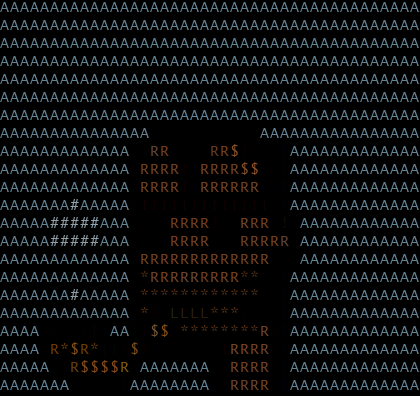 AAAAAAAAAAAAAAAAAAAAAAAAAAAAAAAAAAAAAAAAAA
AAAAAAAAAAAAAAAAAAAAAAAAAAAAAAAAAAAAAAAAAA
AAAAAAAAAAAAAAAAAAAAAAAAAAAAAAAAAAAAAAAAAA
AAAAAAAAAAAAAAAAAAAAAAAAAAAAAAAAAAAAAAAAAA
AAAAAAAAAAAAAAAAAAAAAAAAAAAAAAAAAAAAAAAAAA
AAAAAAAAAAAAAAAAAAAAAAAAAAAAAAAAAAAAAAAAAA
AAAAAAAAAAAAAAAAAAAAAAAAAAAAAAAAAAAAAAAAAA
AAAAAAAAAAAAAAA           AAAAAAAAAAAAAAAA
AAAAAAAAAAAAA  RR    RR$     AAAAAAAAAAAAA
AAAAAAAAAAAAA RRRR  RRRR$$   AAAAAAAAAAAAA
AAAAAAAAAAAAA RRRR  RRRRRR   AAAAAAAAAAAAA
AAAAAAA#AAAAA                AAAAAAAAAAAAA
AAAAA#####AAA    RRRR   RRR   AAAAAAAAAAAA
AAAAA#####AAA    RRRR   RRRRR AAAAAAAAAAAA
AAAAAAAAAAAAA RRRRRRRRRRRRR   AAAAAAAAAAAA
AAAAAAAAAAAAA *RRRRRRRRR**    AAAAAAAAAAAA
AAAAAAA#AAAAA ************   AAAAAAAAAAAAA
AAAAAAAAAAAAA *  LLLL***     AAAAAAAAAAAAA
AAAA       AA  $$ ********R  AAAAAAAAAAAAA
AAAA R*$R*   $         RRRR  AAAAAAAAAAAAA
AAAAA  R$$$$R AAAAAAA  RRRR  AAAAAAAAAAAAA
AAAAAAA      AAAAAAAA  RRRR  AAAAAAAAAAAAA